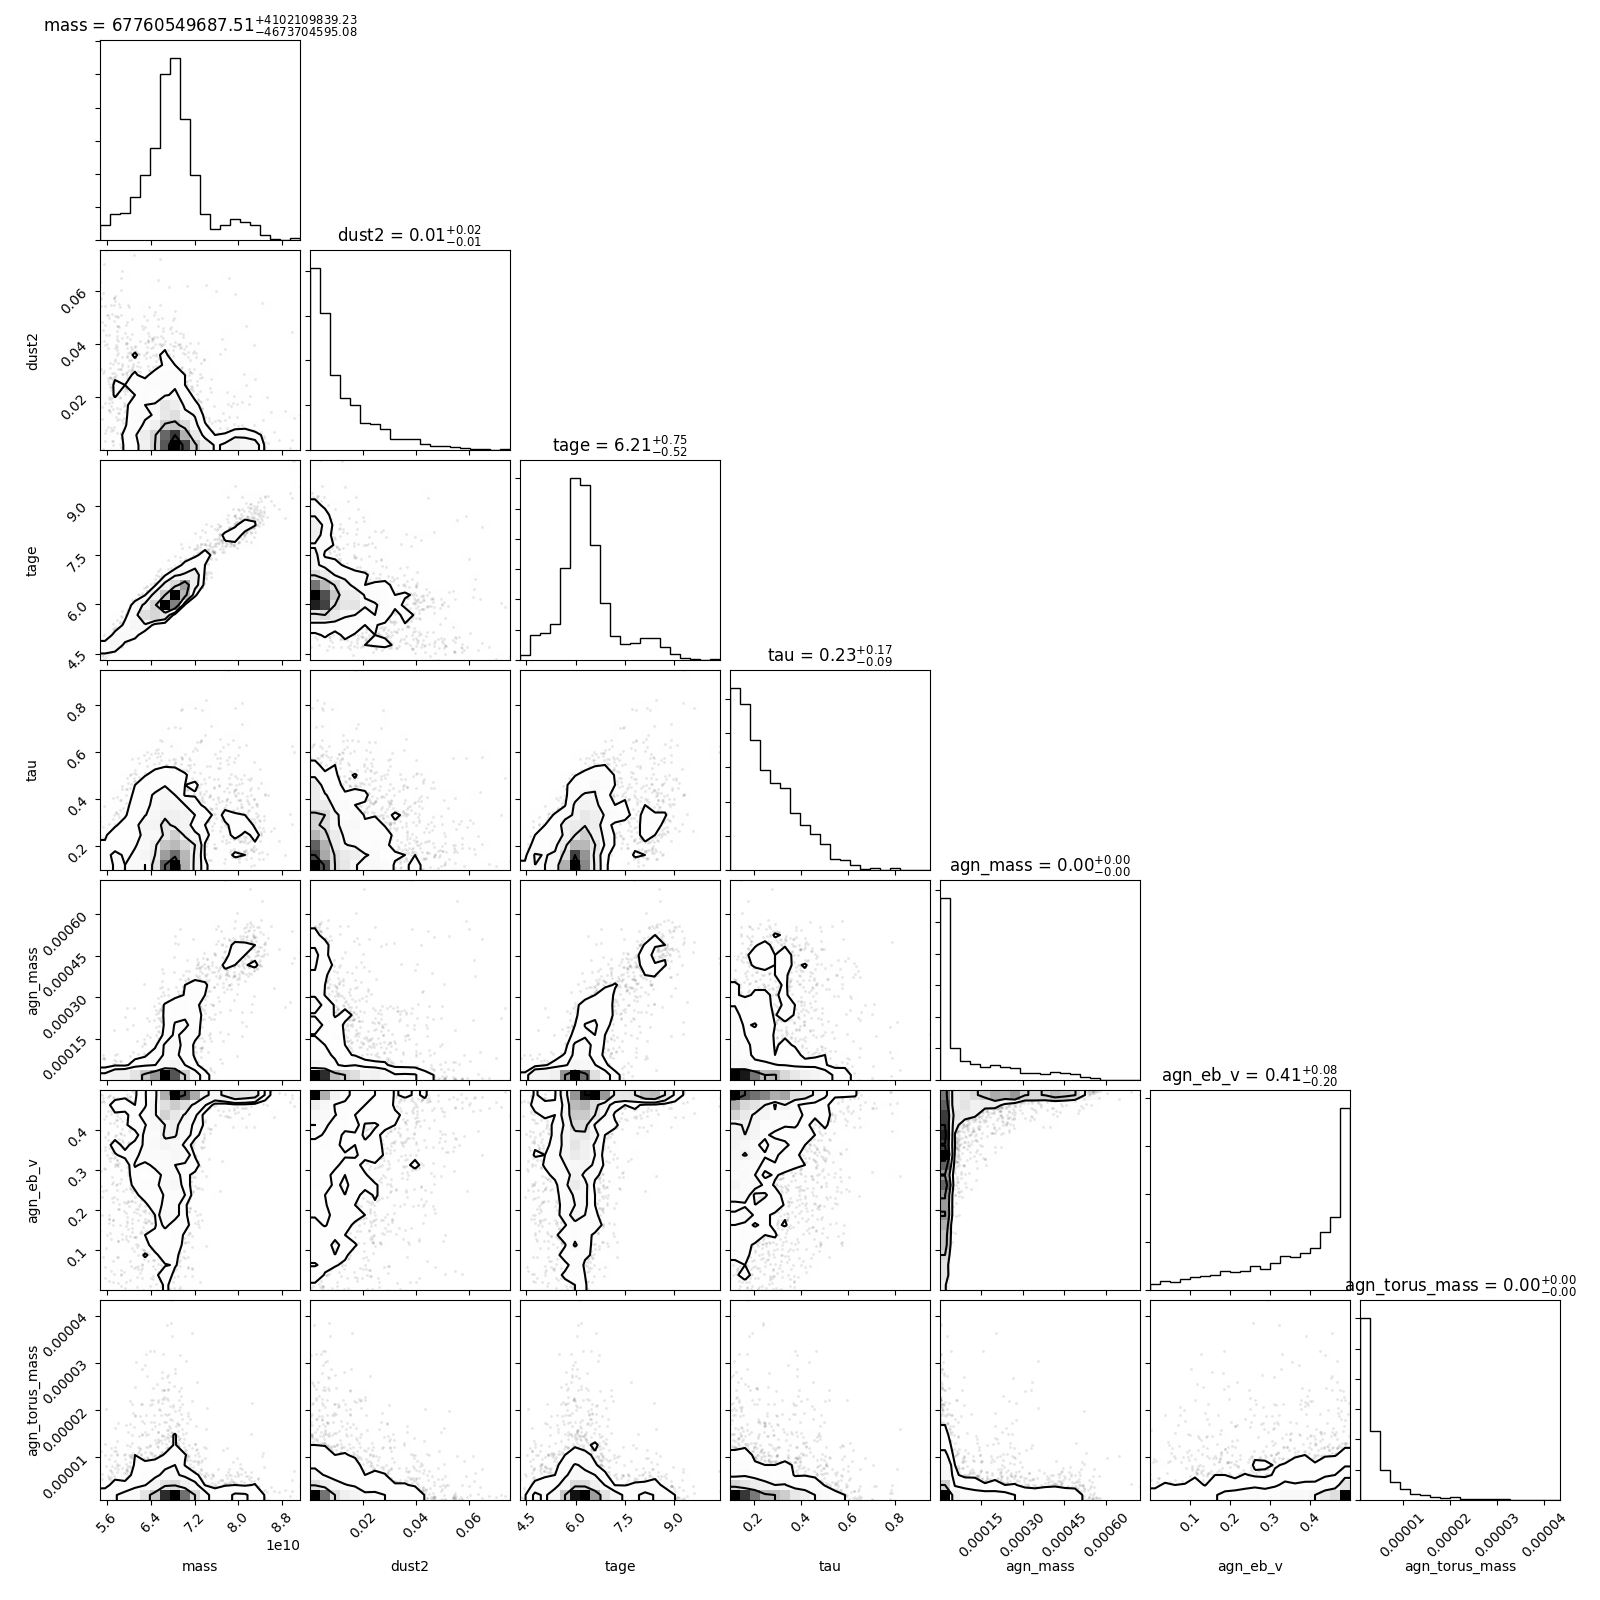 mass = 67760549687.51 +4102109839.23 −4673704595.08
dust2 = 0.01 +0.02 −0.01
0.06
0.04
0.02
dust2
tage = 6.21 +0.75 −0.52
9.0
7.5
6.0
4.5
tage
tau = 0.23 +0.17 −0.09
0.8
0.6
0.4
0.2
tau
agn_mass = 0.00 +0.00 −0.00
0.00060
0.00045
0.00030
0.00015
agn_mass
agn_eb_v = 0.41 +0.08 −0.20
0.4
0.3
0.2
0.1
agn_eb_v
agn_torus_mass = 0.00 +0.00 −0.00
0.00004
0.00003
0.00002
0.00001
agn_torus_mass
5.6 6.4 7.2 8.0 8.8
1e10
mass
0.02 0.04 0.06
dust2
4.5 6.0 7.5 9.0
tage
0.2 0.4 0.6 0.8
tau
0.00015 0.00030 0.00045 0.00060
agn_mass
0.1 0.2 0.3 0.4
agn_eb_v
0.00001 0.00002 0.00003 0.00004
agn_torus_mass